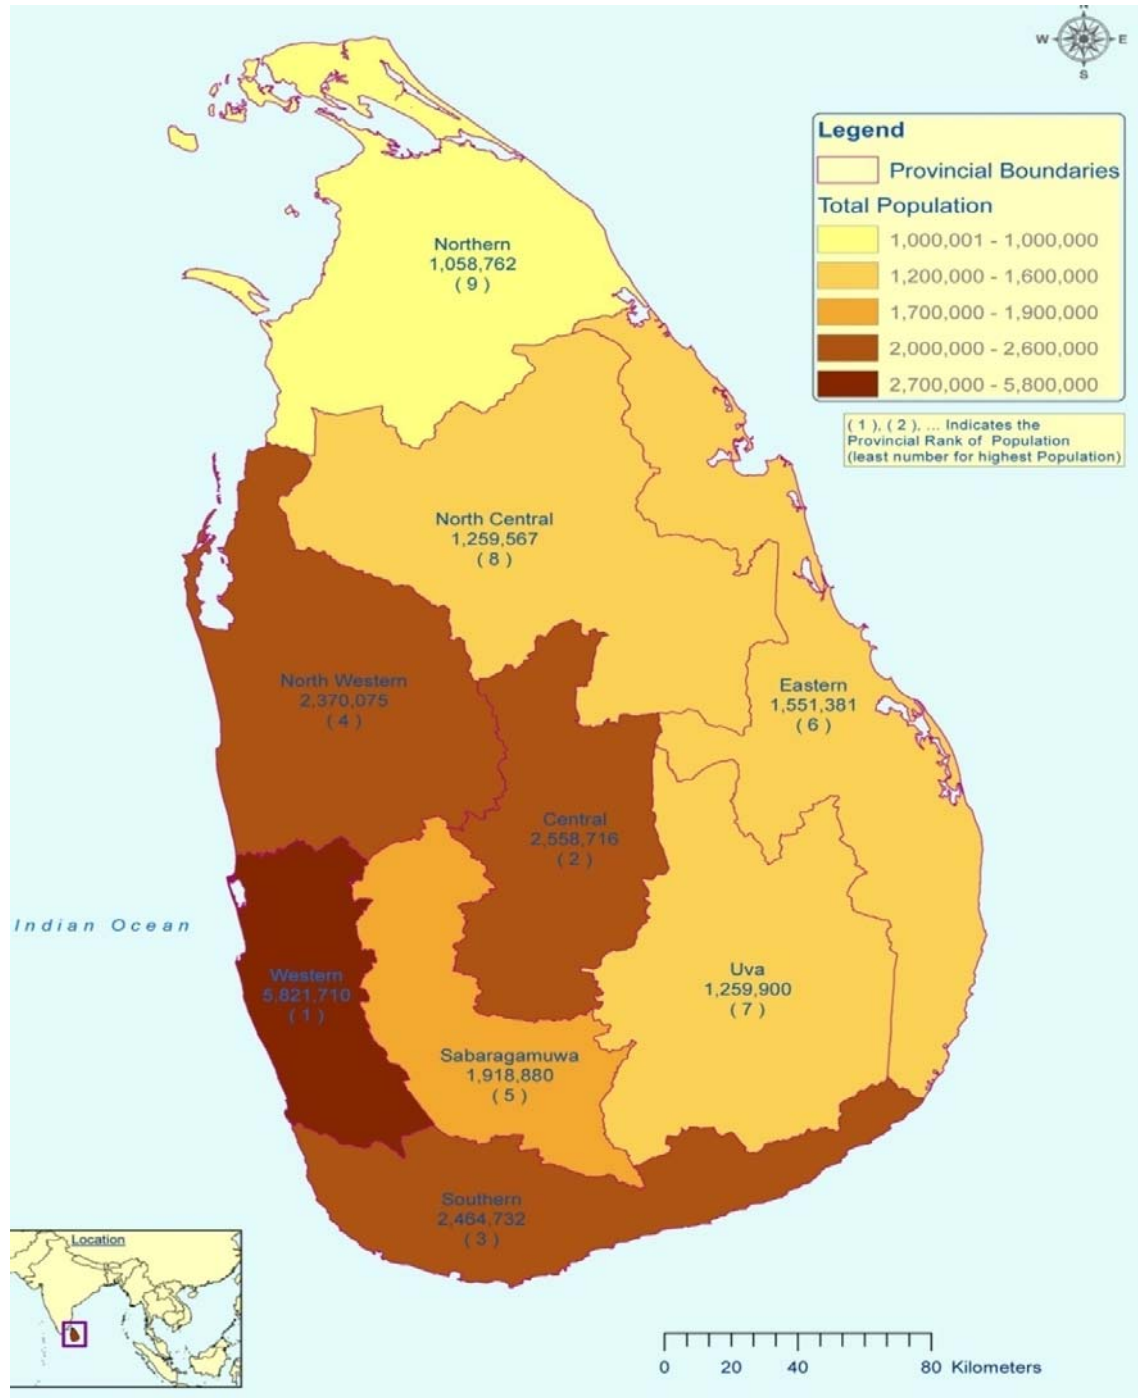 N
W
E
S
Legend
Provincial Boundaries
Total Population
1,000,001 - 1,000,000
1,200,000 - 1,600,000
1,700,000 - 1,900,000
2,000,000 - 2,600,000
2,700,000 - 5,800,000
( 1 ), ( 2 ), ... Indicates the
Provincial Rank of Population
(least number for highest Population)
Northern
1,058,762
( 9 )
North Central
1,259,567
( 8 )
North Western
2,370,075
( 4 )
Eastern
1,551,381
( 6 )
Central
2,558,716
( 2 )
Indian Ocean
Western
5,821,710
( 1 )
Uva
1,259,900
( 7 )
Sabaragamuwa
1,918,880
( 5 )
Southern
2,464,732
( 3 )
Location
0 20 40 80 Kilometers